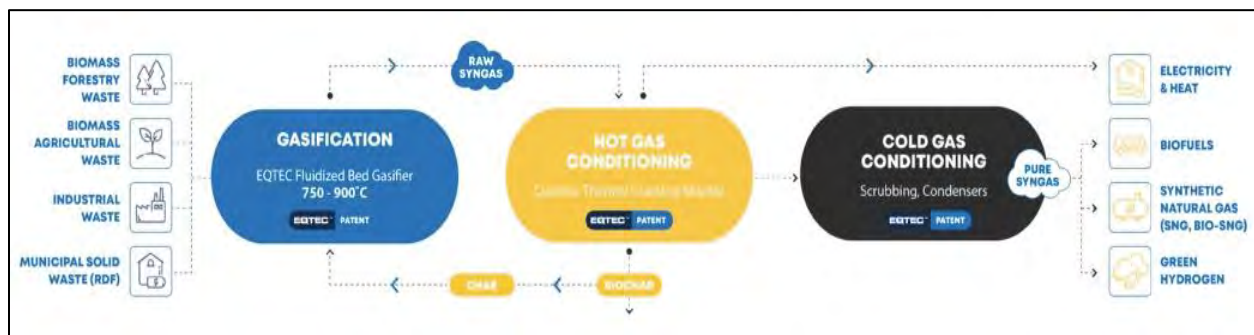 BIOMASS
FORESTRY
WASTE
BIOMASS
AGRICULTURAL
WASTE
INDUSTRIAL
WASTE
MUNICIPAL SOLID
WASTE (RDF)
GASIFICATION
EQTEC Fluidized Bed Gasifier
750 - 900°C
EQTEC PATENT
RAW
SYNGAS
HOT GAS
CONDITIONING
Thermal Cracking
EQTEC PATENT
CHAR
BIOCHAR
COLD GAS
CONDITIONING
Scrubbing, Condensers
EQTEC PATENT
PURE
SYNGAS
ELECTRICITY
& HEAT
BIOFUELS
SYNTHETIC
NATURAL GAS
(SNG, BIO-SNG)
GREEN
HYDROGEN